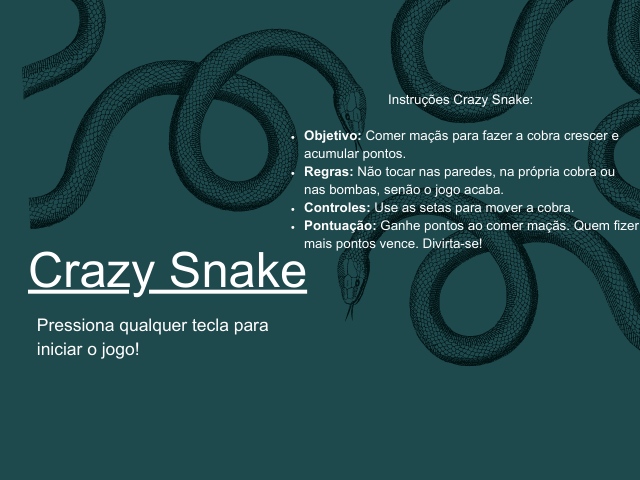 Instruções Crazy Snake:
• Objetivo: Comer maçãs para fazer a cobra crescer e
acumular pontos.
• Regras: Não tocar nas paredes, na própria cobra ou
nas bombas, senão o jogo acaba.
• Controles: Use as setas para mover a cobra.
• Pontuação: Ganhe pontos ao comer maçãs. Quem fizer
mais pontos vence. Divirta-se!
Crazy Snake
Pressiona qualquer tecla para
iniciar o jogo!